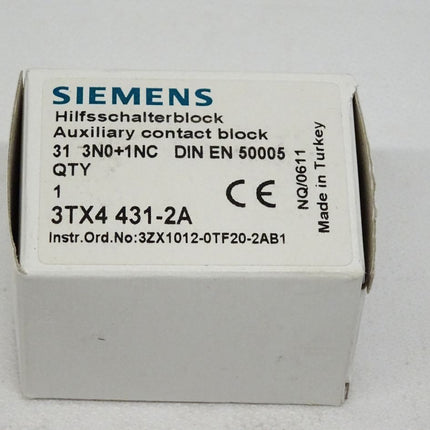 SIEMENS
Hilfsschalterblock
Auxiliary contact block
31 3N0+1NC DIN EN 50005
QTY
1
3TX4 431-2A
Instr.Ord.No:3ZX1012-0TF20-2AB1
CE
NQ/0611
Made in Turkey